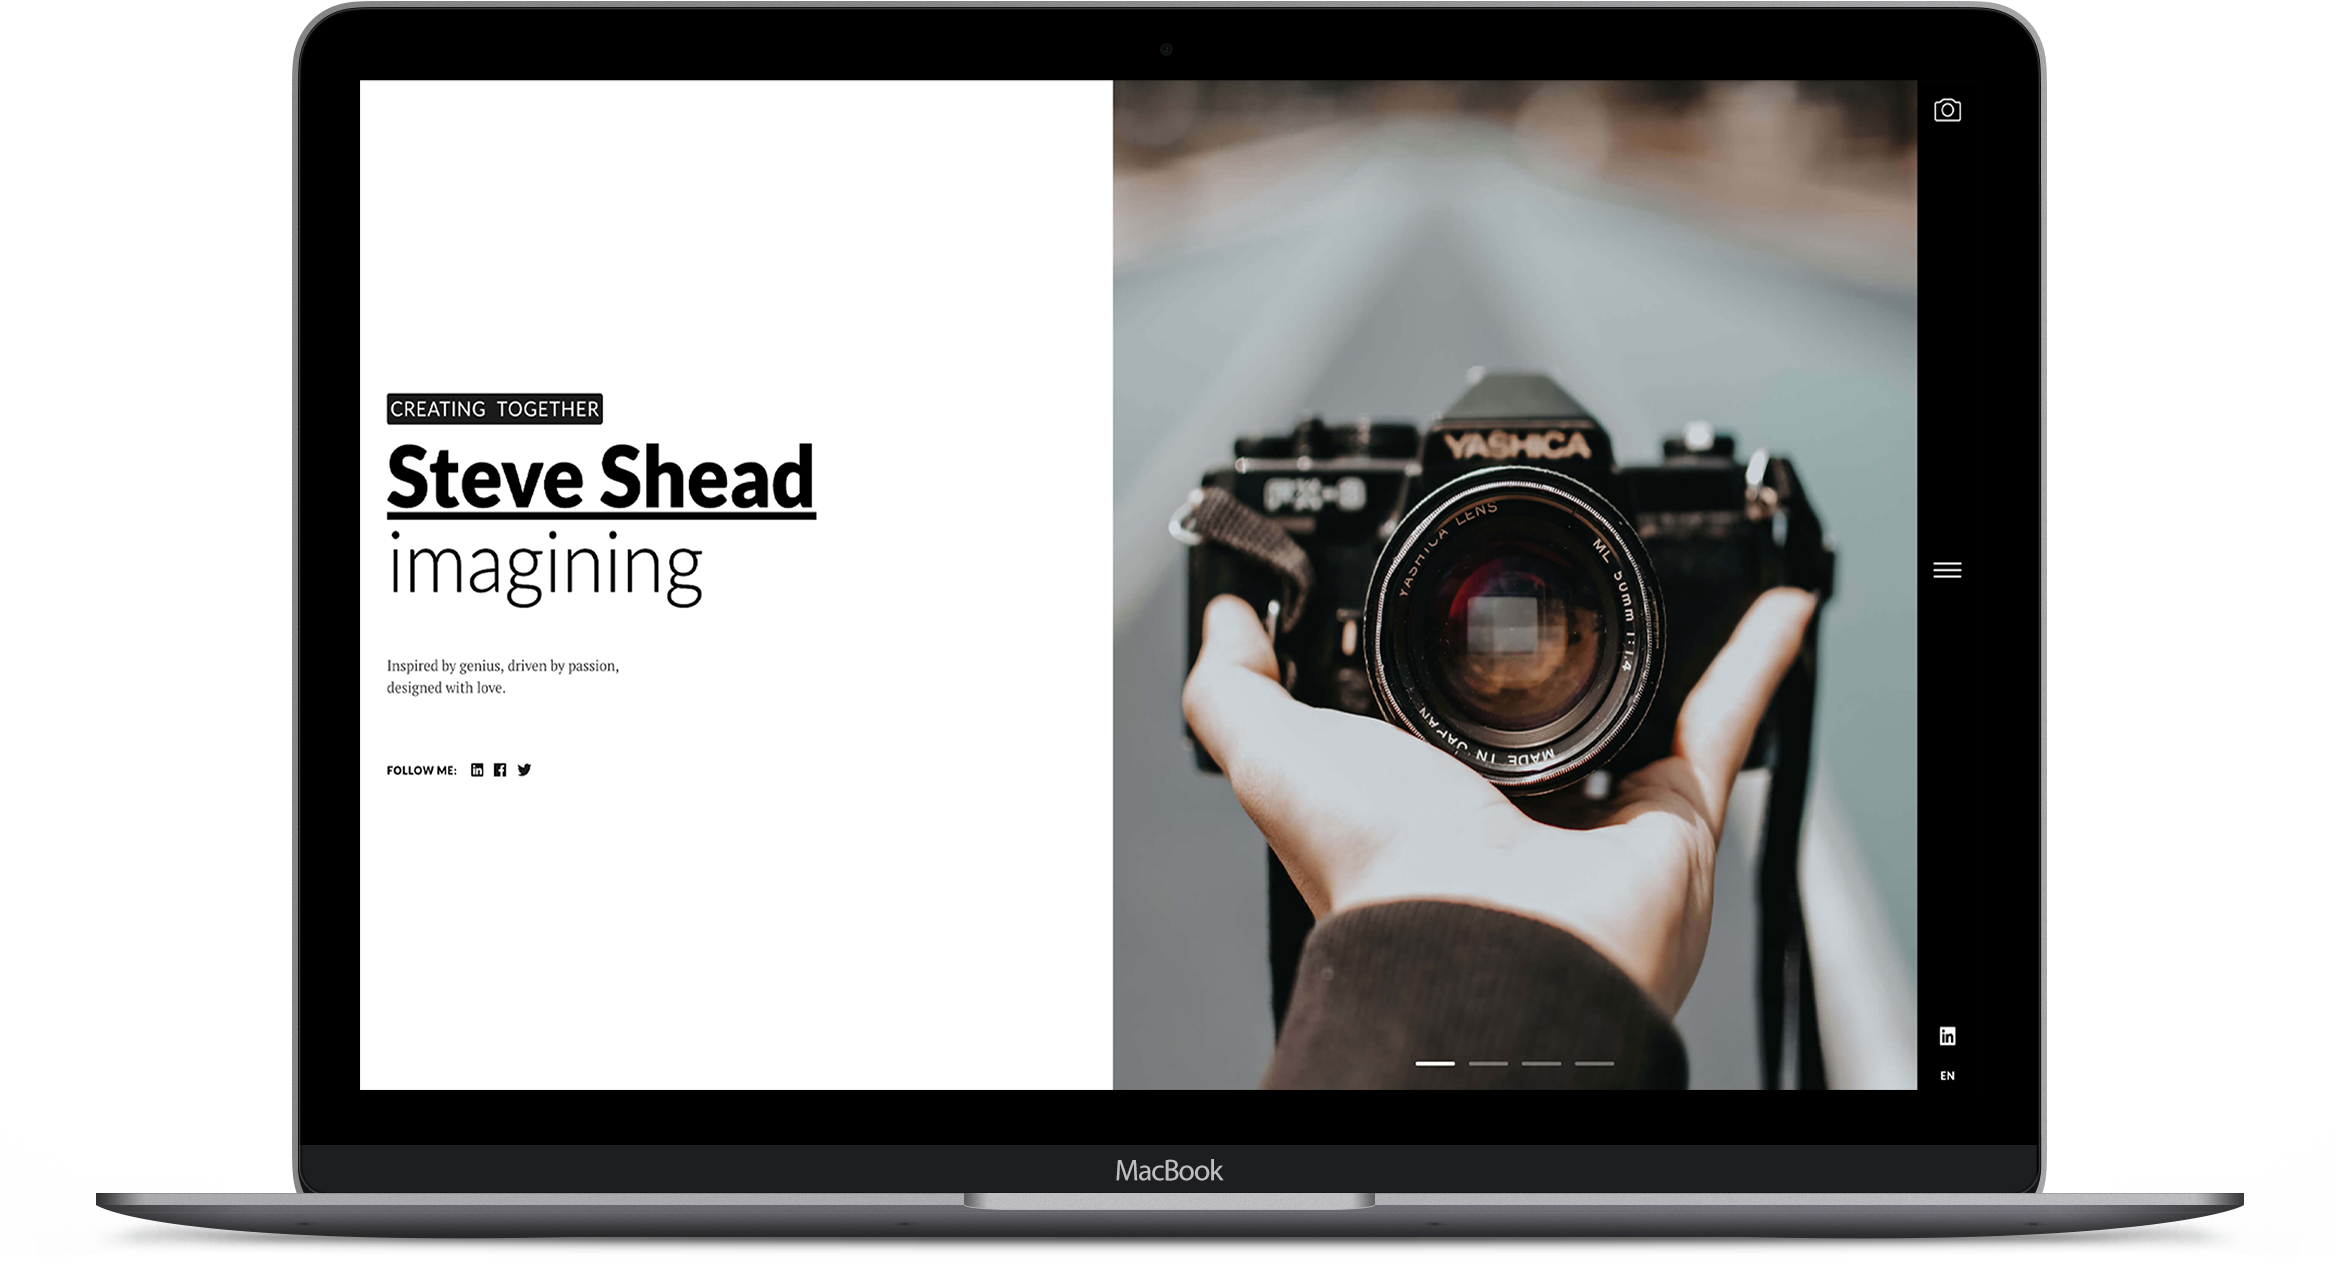 CREATING TOGETHER
Steve Shead
imagining
Inspired by genius, driven by passion,
designed with love.
FOLLOW ME:
YASHICA
FX-3
YASHICA LENS
ML 50mm 1:1.4
MADE IN JAPAN
EN
MacBook